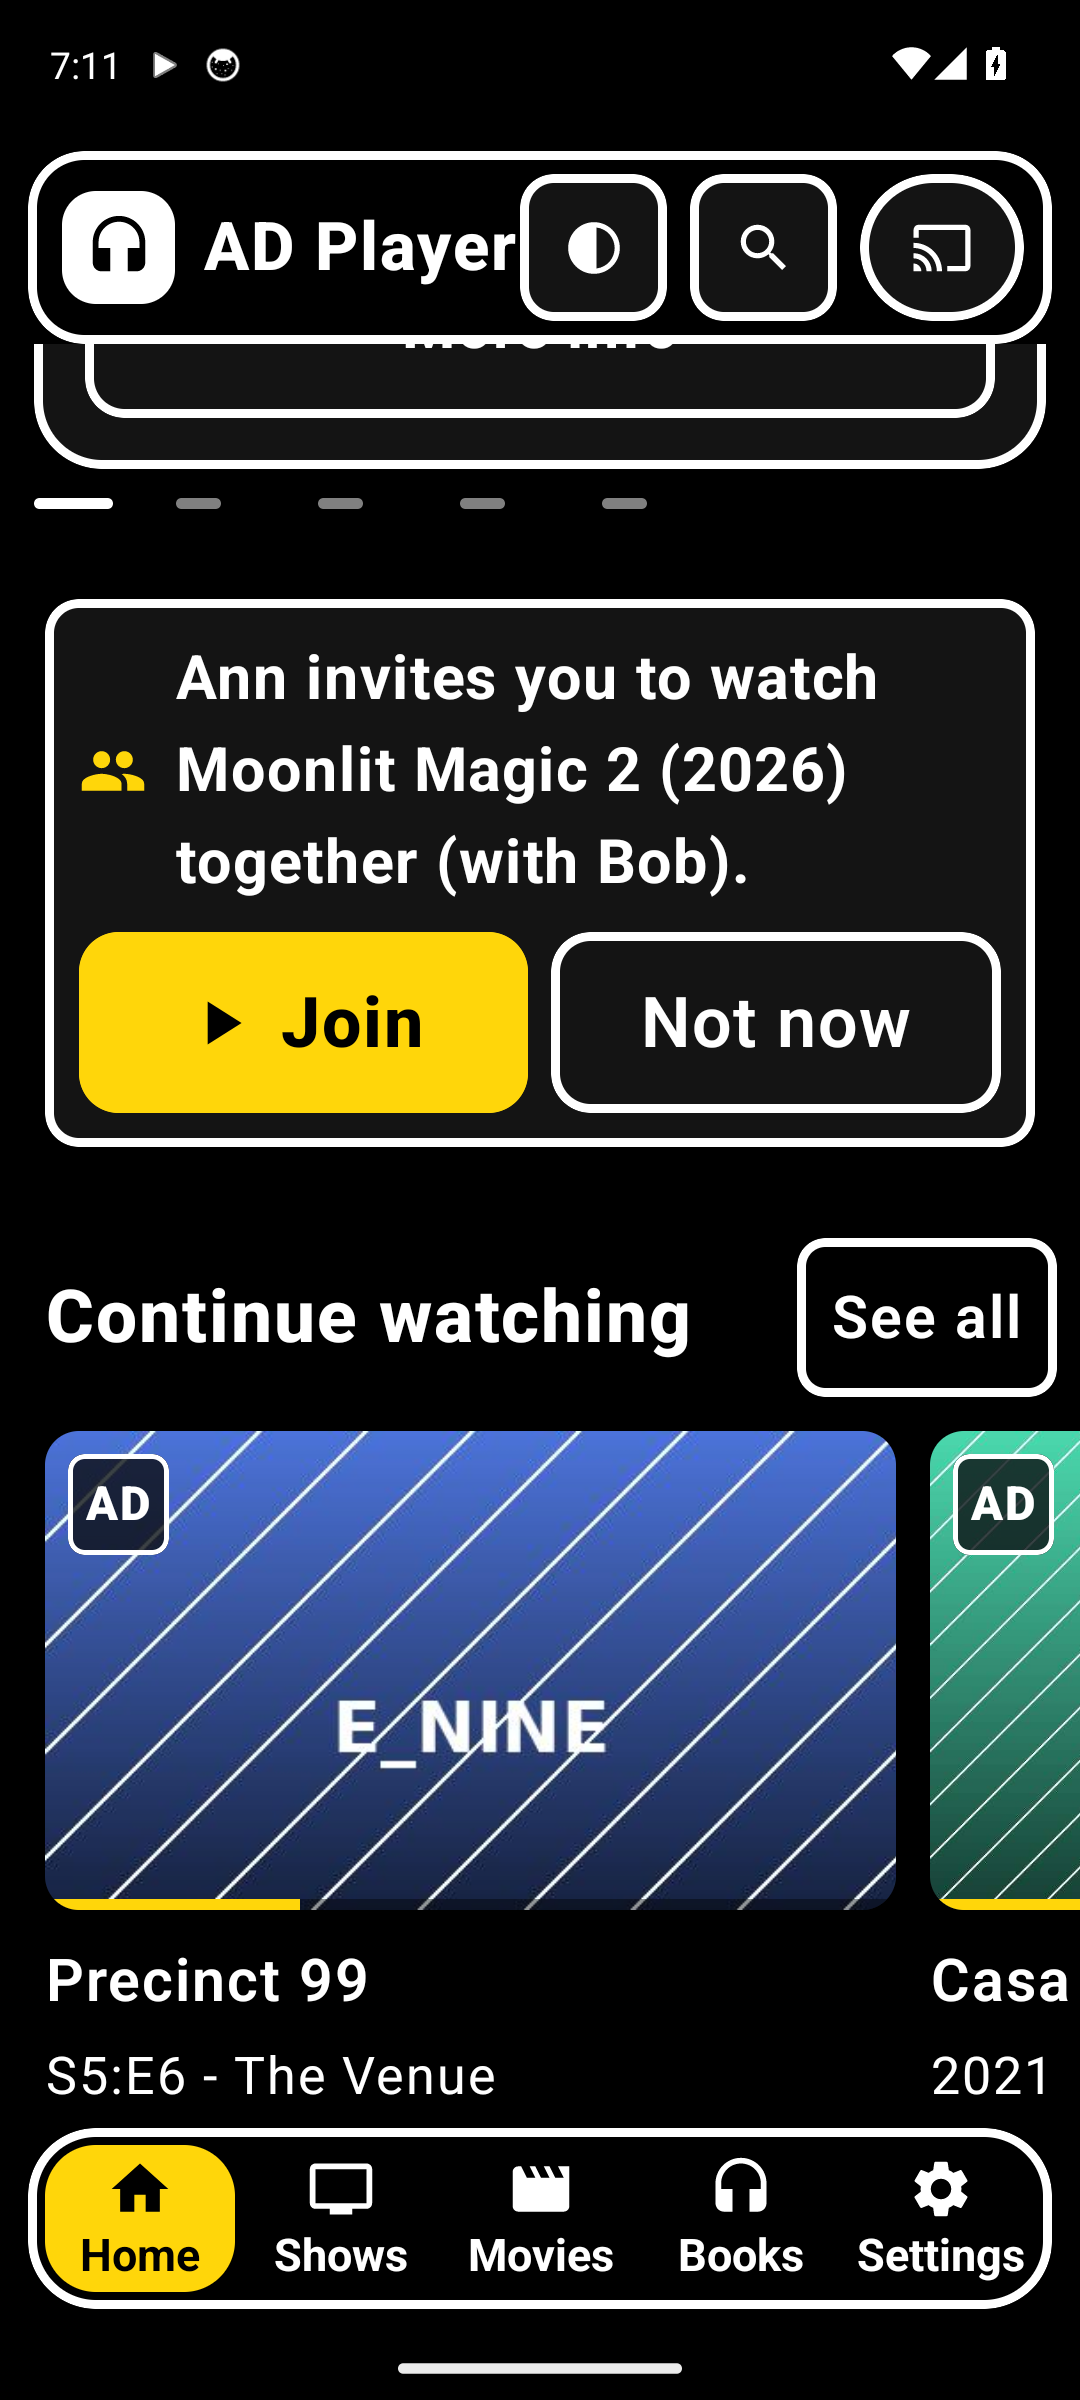 7:11
AD Player
More info
Ann invites you to watch
Moonlit Magic 2 (2026)
together (with Bob).
Join
Not now
Continue watching
See all
AD
AD
E_NINE
Precinct 99
Casa
S5:E6 - The Venue
2021
Home
Shows
Movies
Books
Settings